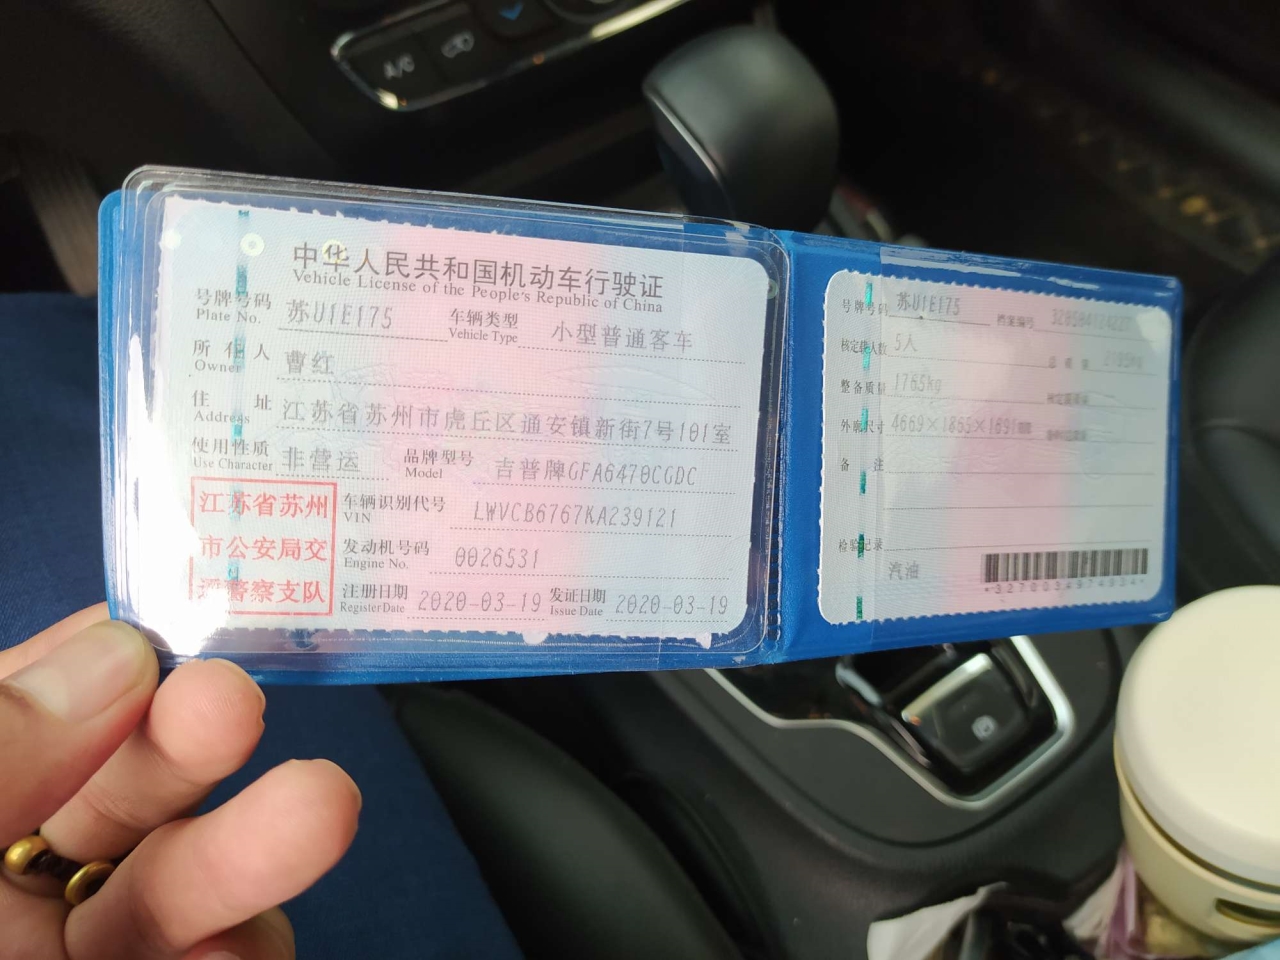 A/C
中华人民共和国机动车行驶证
Vehicle License of the People's Republic of China
号牌号码 苏U1E175 车辆类型 小型普通客车
Plate No. Vehicle Type
所有人 曹红
Owner
住址 江苏省苏州市虎丘区通安镇新街7号101室
Address
使用性质 非营运 品牌型号 吉普牌GFA6470CGDC
Use Character Model
江苏省苏州
市公安局交
通警察支队
车辆识别代号 LWVCB6767KA239121
VIN
发动机号码 0026531
Engine No.
注册日期 2020-03-19 发证日期 2020-03-19
Register Date Issue Date
号牌号码 苏U1E175 档案编号
核定载人数 5人 总质量
整备质量 1765kg
外廓尺寸 4669×1855×1691mm
备注
检验记录
汽油